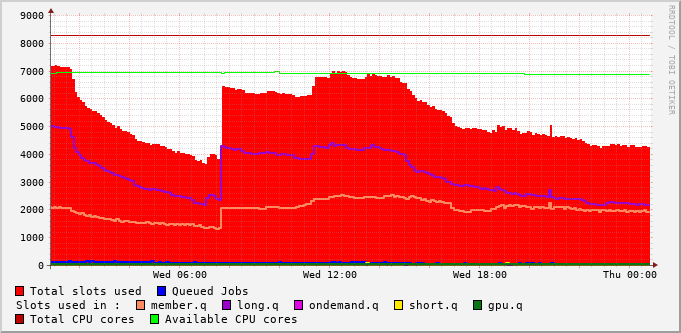 9000
8000
7000
6000
5000
4000
3000
2000
1000
0
Wed 06:00 Wed 12:00 Wed 18:00 Thu 00:00
RRDTOOL / TOBI OETIKER
Total slots used Queued Jobs
Slots used in : member.q long.q ondemand.q short.q gpu.q
Total CPU cores Available CPU cores